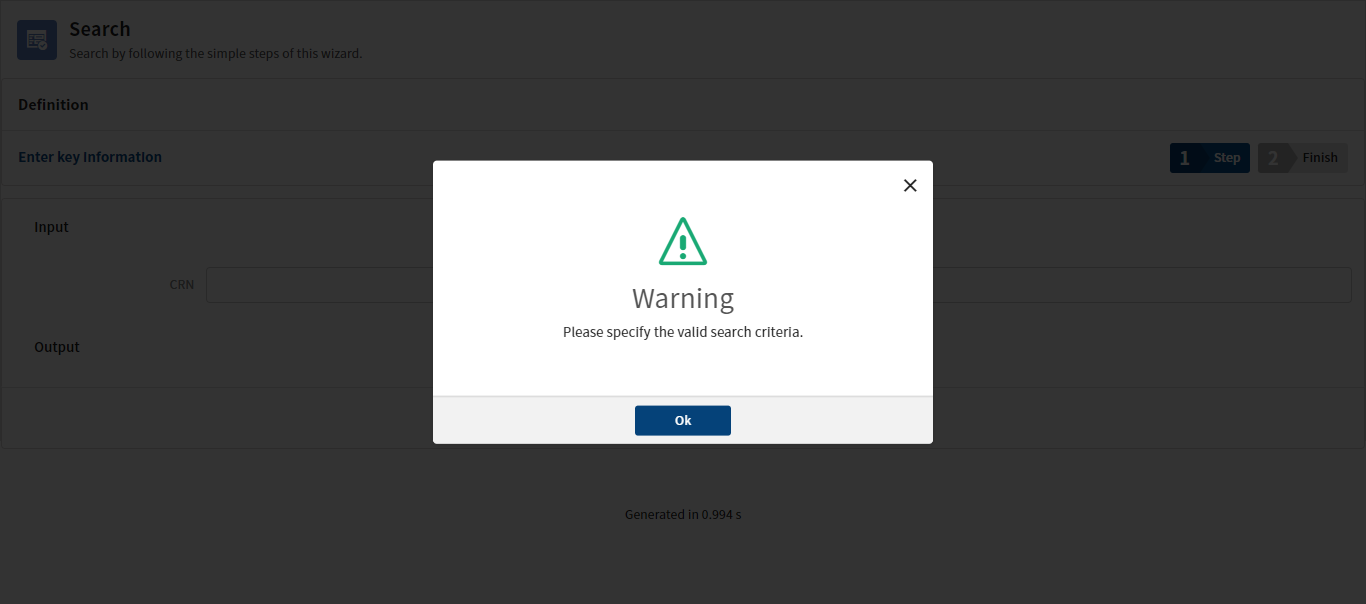 Search
Search by following the simple steps of this wizard.
Definition
Enter key information
1 Step 2 Finish
Input
CRN
Output
Warning
Please specify the valid search criteria.
Ok
Generated in 0.994 s